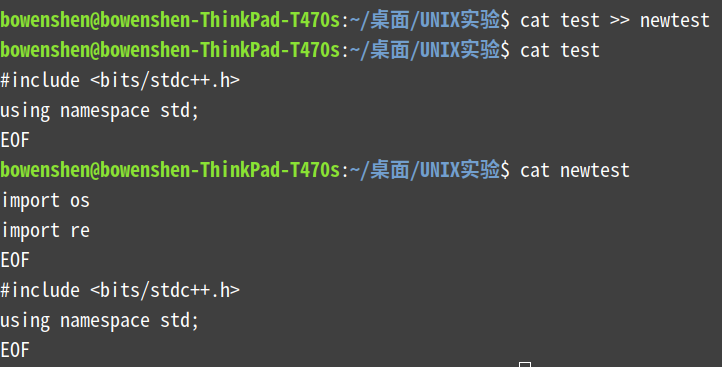 bowenshen@bowenshen-ThinkPad-T470s:~/桌面/UNIX实验$ cat test >> newtest
bowenshen@bowenshen-ThinkPad-T470s:~/桌面/UNIX实验$ cat test
#include <bits/stdc++.h>
using namespace std;
EOF
bowenshen@bowenshen-ThinkPad-T470s:~/桌面/UNIX实验$ cat newtest
import os
import re
EOF
#include <bits/stdc++.h>
using namespace std;
EOF